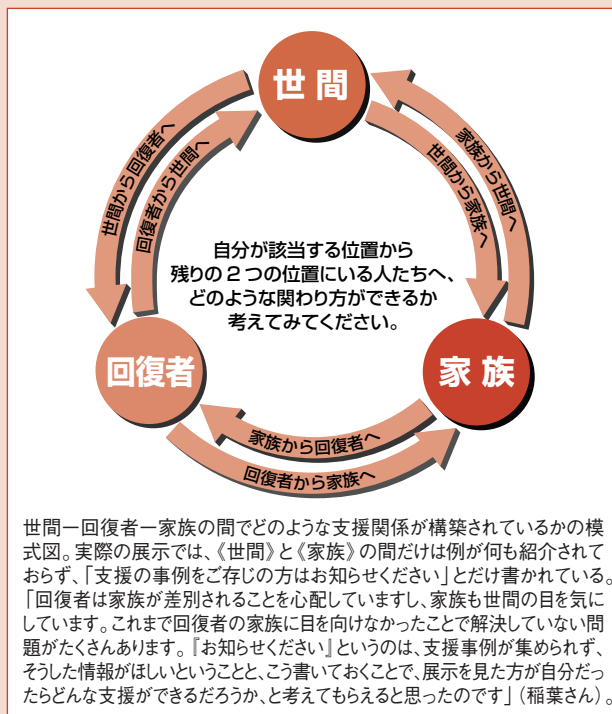 世間
世間から回復者へ
回復者から世間へ
家族から世間へ
世間から家族へ
自分が該当する位置から
残りの2つの位置にいる人たちへ、
どのような関わり方ができるか
考えてみてください。
回復者
家族
家族から回復者へ
回復者から家族へ
世間ー回復者ー家族の間でどのような支援関係が構築されているかの模
式図。実際の展示では、《世間》と《家族》の間だけは例が何も紹介されて
おらず、「支援の事例をご存じの方はお知らせください」とだけ書かれている。
「回復者は家族が差別されることを心配していますし、家族も世間の目を気に
しています。これまで回復者の家族に目を向けなかったことで解決していない問
題がたくさんあります。『お知らせください』というのは、支援事例が集められず、
そうした情報がほしいということと、こう書いておくことで、展示を見た方が自分だっ
たらどんな支援ができるだろうか、と考えてもらえると思ったのです」（稲葉さん）。